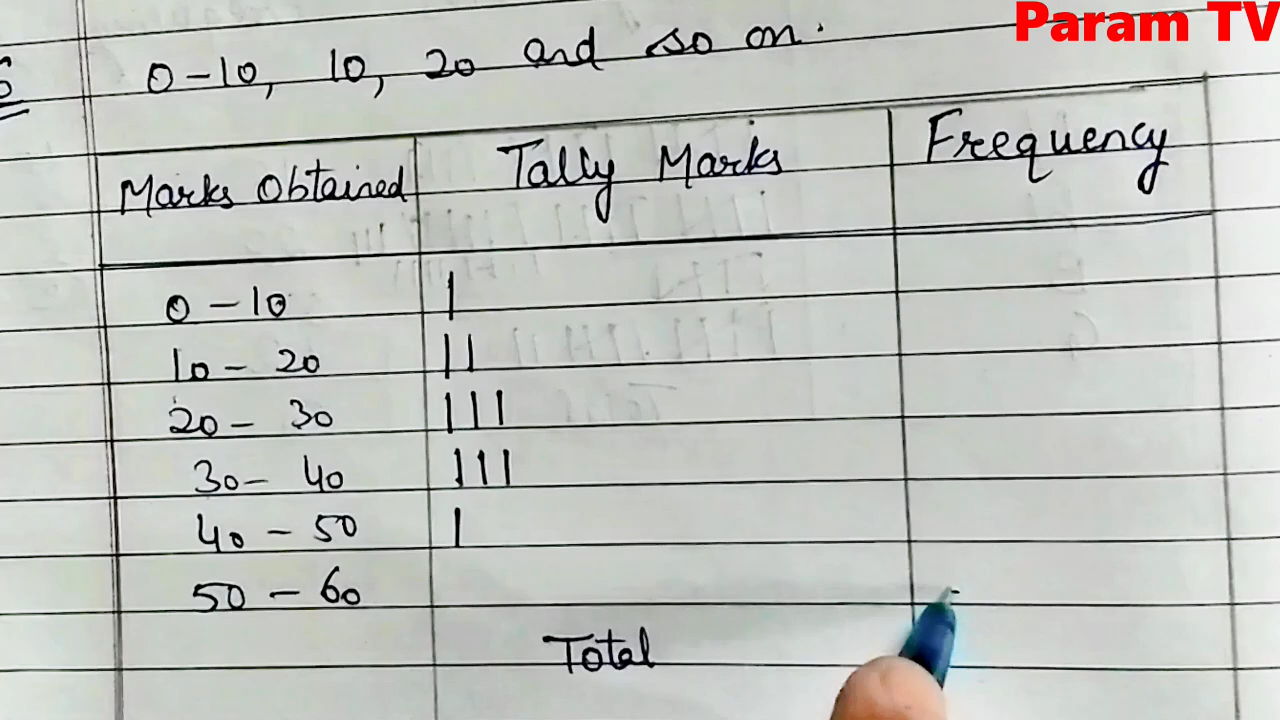 Param TV
0-10, 10, 20 and so on.
Marks Obtained Tally Marks Frequency
0-10 |
10-20 ||
20-30 |||
30-40 |||
40-50 |
50-60
Total